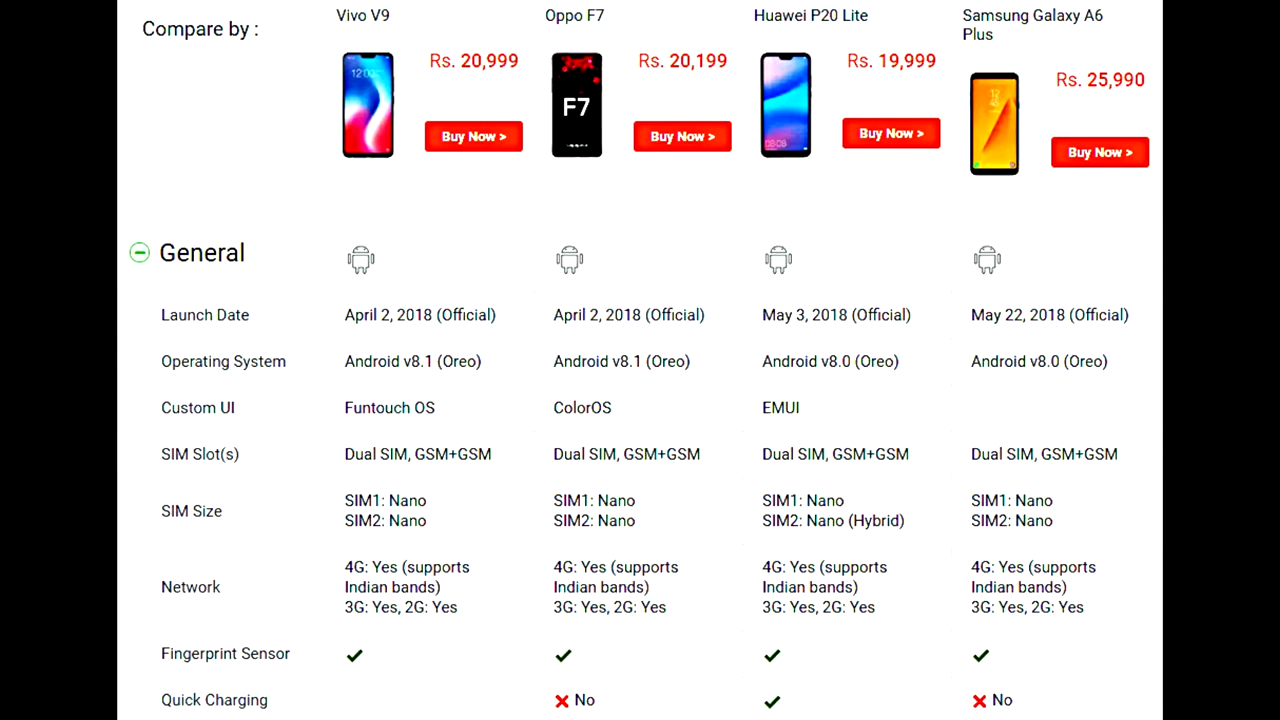 Compare by :
Vivo V9
Rs. 20,999
Buy Now >
Oppo F7
F7
Rs. 20,199
Buy Now >
Huawei P20 Lite
Rs. 19,999
Buy Now >
Samsung Galaxy A6
Plus
Rs. 25,990
Buy Now >
General
Launch Date April 2, 2018 (Official) April 2, 2018 (Official) May 3, 2018 (Official) May 22, 2018 (Official)
Operating System Android v8.1 (Oreo) Android v8.1 (Oreo) Android v8.0 (Oreo) Android v8.0 (Oreo)
Custom UI Funtouch OS ColorOS EMUI
SIM Slot(s) Dual SIM, GSM+GSM Dual SIM, GSM+GSM Dual SIM, GSM+GSM Dual SIM, GSM+GSM
SIM Size
SIM1: Nano SIM1: Nano SIM1: Nano SIM1: Nano
SIM2: Nano SIM2: Nano SIM2: Nano (Hybrid) SIM2: Nano
Network
4G: Yes (supports 4G: Yes (supports 4G: Yes (supports 4G: Yes (supports
Indian bands) Indian bands) Indian bands) Indian bands)
3G: Yes, 2G: Yes 3G: Yes, 2G: Yes 3G: Yes, 2G: Yes 3G: Yes, 2G: Yes
Fingerprint Sensor
Quick Charging No No